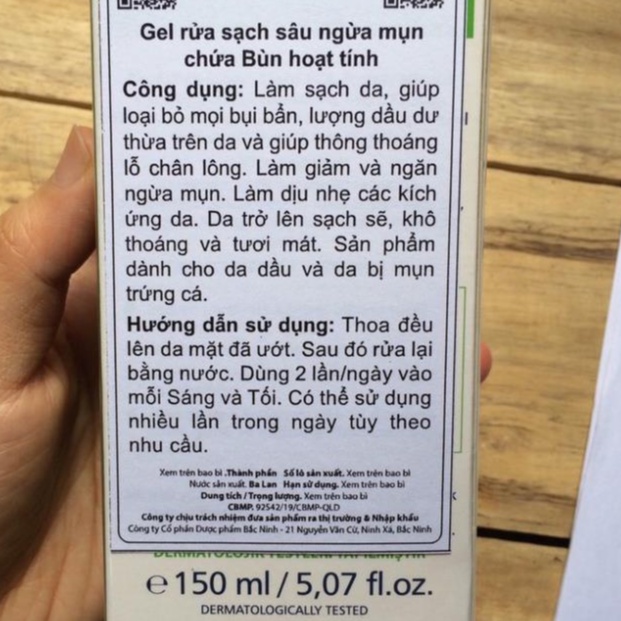 Gel rửa sạch sâu ngừa mụn
chứa Bùn hoạt tính
Công dụng: Làm sạch da, giúp
loại bỏ mọi bụi bẩn, lượng dầu dư
thừa trên da và giúp thông thoáng
lỗ chân lông. Làm giảm và ngăn
ngừa mụn. Làm dịu nhẹ các kích
ứng da. Da trở lên sạch sẽ, khô
thoáng và tươi mát. Sản phẩm
dành cho da dầu và da bị mụn
trứng cá.
Hướng dẫn sử dụng: Thoa đều
lên da mặt đã ướt. Sau đó rửa lại
bằng nước. Dùng 2 lần/ngày vào
mỗi Sáng và Tối. Có thể sử dụng
nhiều lần trong ngày tùy theo
nhu cầu.
Xem trên bao bì .Thành phần Số lô sản xuất. Xem trên bao bì
Nước sản xuất. Ba Lan Hạn sử dụng. Xem trên bao bì
Dung tích / Trọng lượng. Xem trên bao bì
CBMP. 92542/19/CBMP-QLD
Công ty chịu trách nhiệm đưa sản phẩm ra thị trường & Nhập khẩu
Công ty Cổ phần Dược phẩm Bắc Ninh - 21 Nguyễn Văn Cừ, Ninh Xá, Bắc Ninh
e 150 ml / 5,07 fl.oz.
DERMATOLOGICALLY TESTED